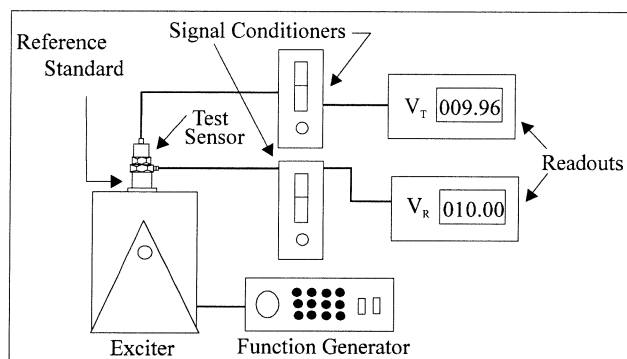 Signal Conditioners
Reference
Standard
Test
Sensor
V_T 009.96
Readouts
V_R 010.00
Exciter
Function Generator